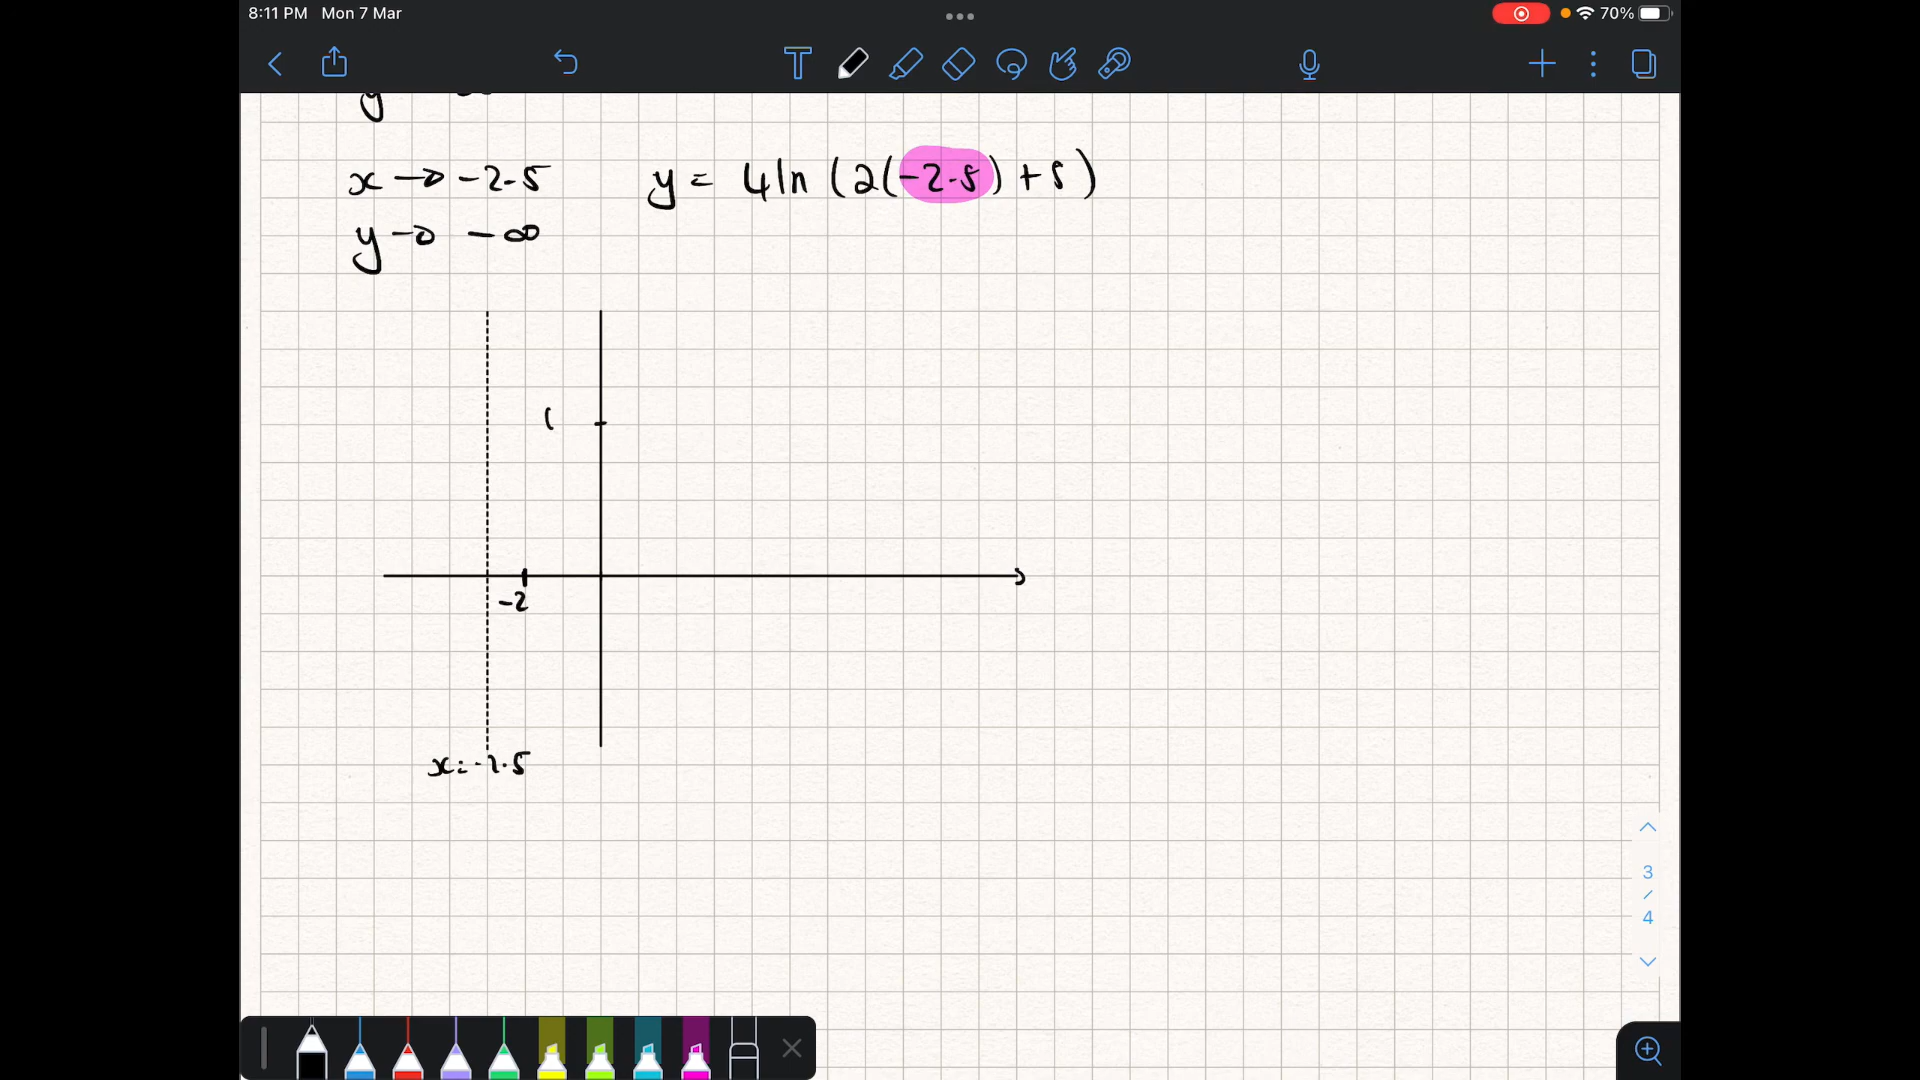 8:11 PM Mon 7 Mar 70%
y
x → -2.5 y = 4ln (2(-2.5) + 5)
y → - ∞
(
-2
x = -2.5
3
/
4